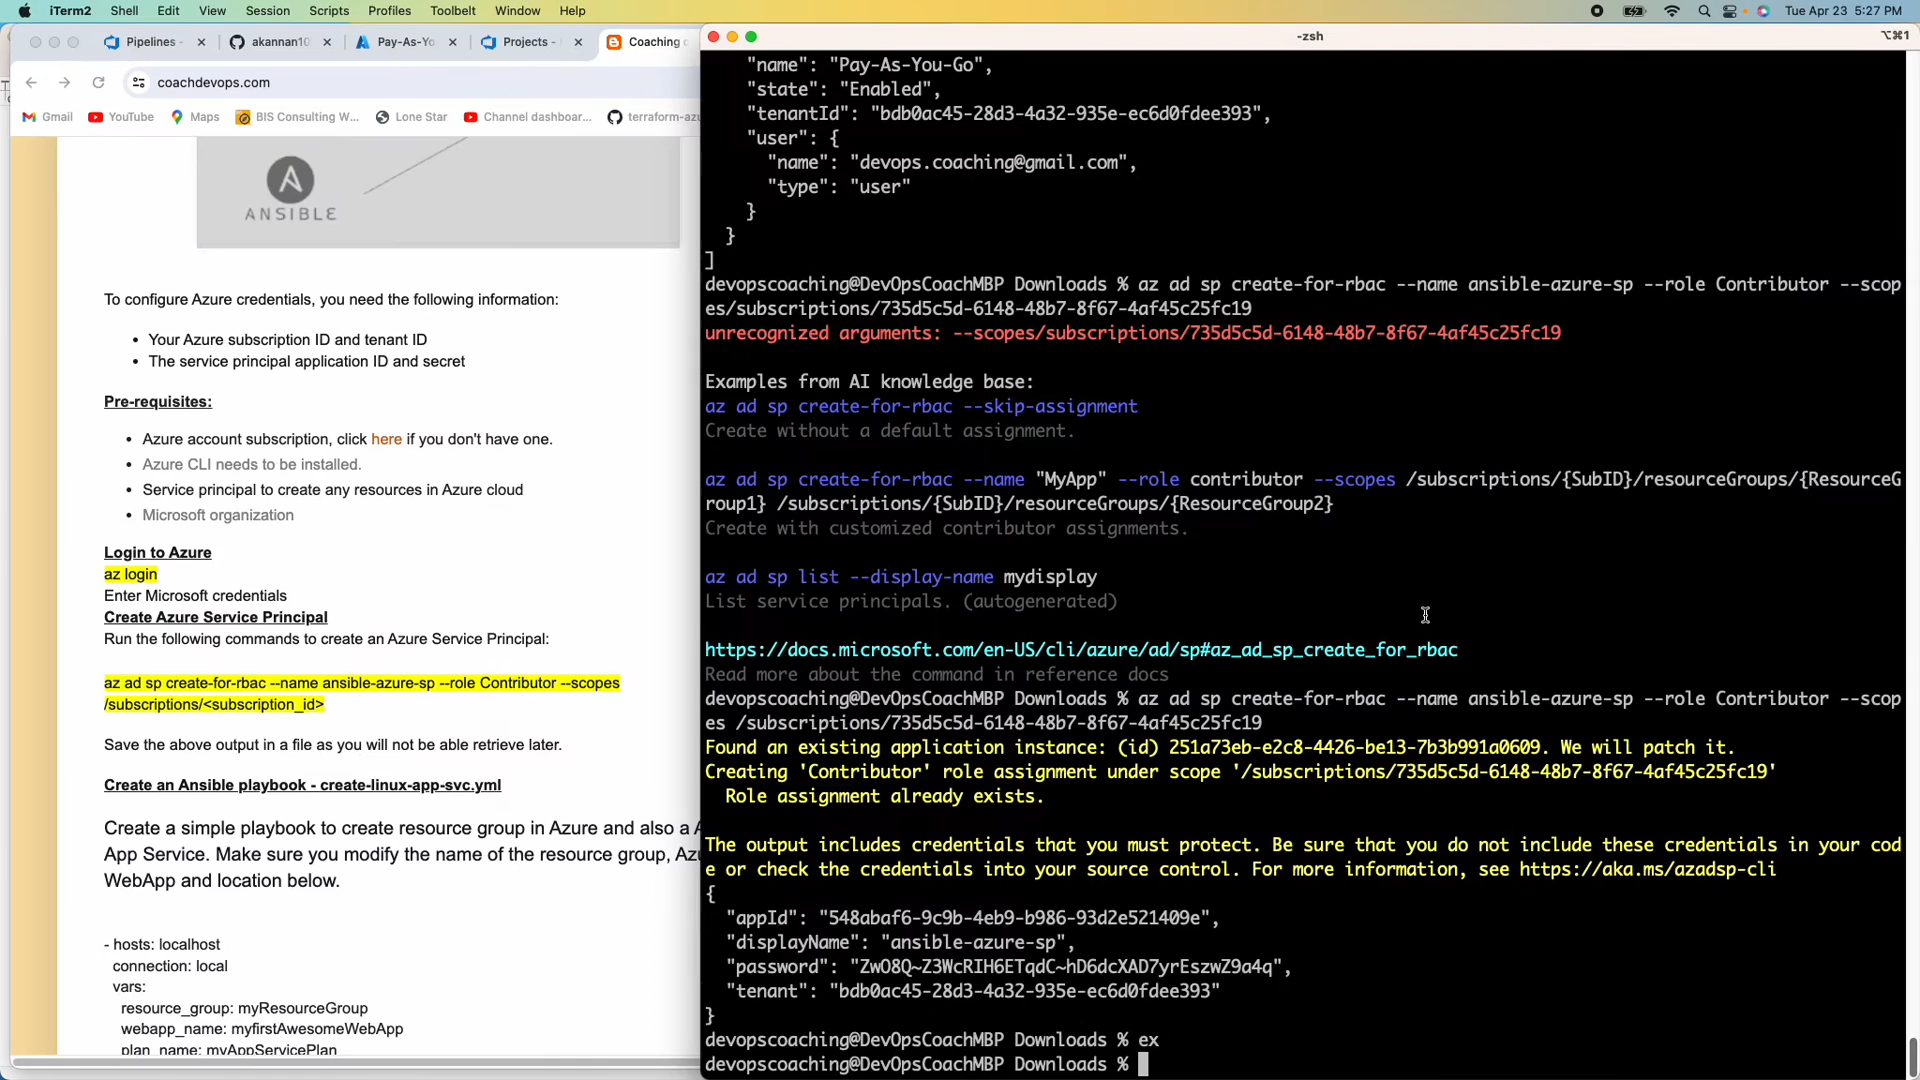 iTerm2 Shell Edit View Session Scripts Profiles Toolbelt Window Help Tue Apr 23 5:27 PM
Pipelines - akannan10 Pay-As-Yo Projects - Coaching
coachdevops.com
Gmail YouTube Maps BIS Consulting W... Lone Star Channel dashboar... terraform-azu
ANSIBLE
To configure Azure credentials, you need the following information:
• Your Azure subscription ID and tenant ID
• The service principal application ID and secret
Pre-requisites:
• Azure account subscription, click here if you don't have one.
• Azure CLI needs to be installed.
• Service principal to create any resources in Azure cloud
• Microsoft organization
Login to Azure
az login
Enter Microsoft credentials
Create Azure Service Principal
Run the following commands to create an Azure Service Principal:
az ad sp create-for-rbac --name ansible-azure-sp --role Contributor --scopes
/subscriptions/<subscription_id>
Save the above output in a file as you will not be able retrieve later.
Create an Ansible playbook - create-linux-app-svc.yml
Create a simple playbook to create resource group in Azure and also a A
App Service. Make sure you modify the name of the resource group, Azu
WebApp and location below.
- hosts: localhost
connection: local
vars:
resource_group: myResourceGroup
webapp_name: myfirstAwesomeWebApp
plan_name: myAppServicePlan
-zsh
⌥⌘1
"name": "Pay-As-You-Go",
"state": "Enabled",
"tenantId": "bdb0ac45-28d3-4a32-935e-ec6d0fdee393",
"user": {
"name": "devops.coaching@gmail.com",
"type": "user"
}
}
]
devopscoaching@DevOpsCoachMBP Downloads % az ad sp create-for-rbac --name ansible-azure-sp --role Contributor --scop
es/subscriptions/735d5c5d-6148-48b7-8f67-4af45c25fc19
unrecognized arguments: --scopes/subscriptions/735d5c5d-6148-48b7-8f67-4af45c25fc19
Examples from AI knowledge base:
az ad sp create-for-rbac --skip-assignment
Create without a default assignment.
az ad sp create-for-rbac --name "MyApp" --role contributor --scopes /subscriptions/{SubID}/resourceGroups/{ResourceG
roup1} /subscriptions/{SubID}/resourceGroups/{ResourceGroup2}
Create with customized contributor assignments.
az ad sp list --display-name mydisplay
List service principals. (autogenerated)
https://docs.microsoft.com/en-US/cli/azure/ad/sp#az_ad_sp_create_for_rbac
Read more about the command in reference docs
devopscoaching@DevOpsCoachMBP Downloads % az ad sp create-for-rbac --name ansible-azure-sp --role Contributor --scop
es /subscriptions/735d5c5d-6148-48b7-8f67-4af45c25fc19
Found an existing application instance: (id) 251a73eb-e2c8-4426-be13-7b3b991a0609. We will patch it.
Creating 'Contributor' role assignment under scope '/subscriptions/735d5c5d-6148-48b7-8f67-4af45c25fc19'
Role assignment already exists.
The output includes credentials that you must protect. Be sure that you do not include these credentials in your cod
e or check the credentials into your source control. For more information, see https://aka.ms/azadsp-cli
{
"appId": "548abaf6-9c9b-4eb9-b986-93d2e521409e",
"displayName": "ansible-azure-sp",
"password": "ZwO8Q~Z3WcRIH6ETqdC~hD6dcXAD7yrEszwZ9a4q",
"tenant": "bdb0ac45-28d3-4a32-935e-ec6d0fdee393"
}
devopscoaching@DevOpsCoachMBP Downloads % ex
devopscoaching@DevOpsCoachMBP Downloads %